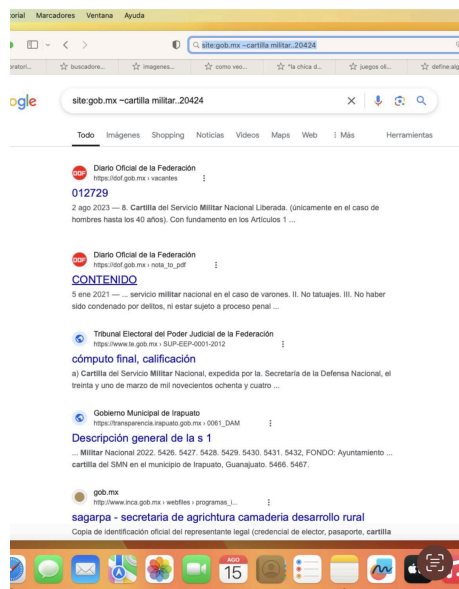 torial Marcadores Ventana Ayuda
site:gob.mx ~cartilla militar..20424
oratori... buscadore... imagenes... como veo... "la chica d... juegos oli... define:alg
ogle site:gob.mx ~cartilla militar..20424
Todo Imágenes Shopping Noticias Videos Maps Web Más Herramientas
DOF Diario Oficial de la Federación
https://dof.gob.mx › vacantes
012729
2 ago 2023 — 8. Cartilla del Servicio Militar Nacional Liberada. (únicamente en el caso de
hombres hasta los 40 años). Con fundamento en los Artículos 1 ...
DOF Diario Oficial de la Federación
https://dof.gob.mx › nota_to_pdf
CONTENIDO
5 ene 2021 — ... servicio militar nacional en el caso de varones. II. No tatuajes. III. No haber
sido condenado por delitos, ni estar sujeto a proceso penal ...
Tribunal Electoral del Poder Judicial de la Federación
https://www.te.gob.mx › SUP-EEP-0001-2012
cómputo final, calificación
a) Cartilla del Servicio Militar Nacional, expedida por la. Secretaría de la Defensa Nacional, el
treinta y uno de marzo de mil novecientos ochenta y cuatro ...
Gobierno Municipal de Irapuato
https://transparencia.irapuato.gob.mx › 0061_DAM
Descripción general de la s 1
... Militar Nacional 2022. 5426. 5427. 5428. 5429. 5430. 5431. 5432, FONDO: Ayuntamiento ...
cartilla del SMN en el municipio de Irapuato, Guanajuato. 5466. 5467.
gob.mx
http://www.inca.gob.mx › webfiles › programas_i...
sagarpa - secretaria de agrichtura camaderia desarrollo rural
Copia de identificación oficial del representante legal (credencial de elector, pasaporte, cartilla
AGO
15